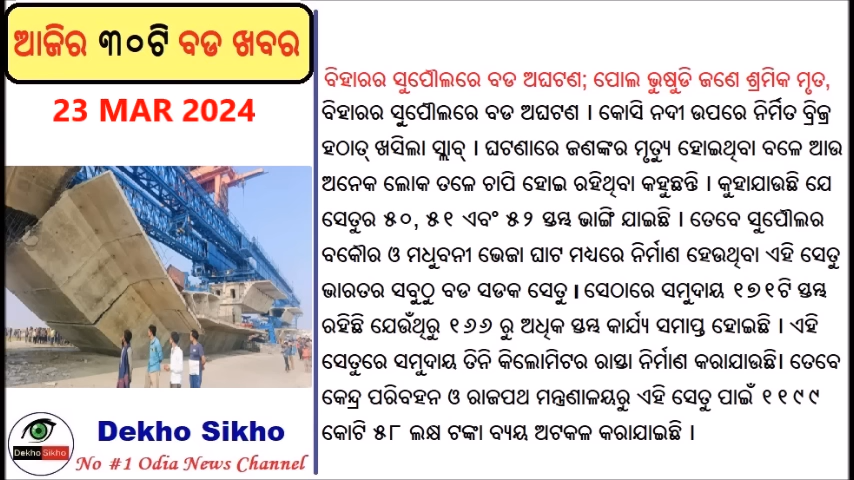 ଆଜିର ୩୦ଟି ବଡ ଖବର
23 MAR 2024
ବିହାରର ସୁପୌଲରେ ବଡ ଅଘଟଣ; ପୋଲ ଭୁଷୁଡି ଜଣେ ଶ୍ରମିକ ମୃତ,
ବିହାରର ସୁପୌଲରେ ବଡ ଅଘଟଣ । କୋସି ନଦୀ ଉପରେ ନିର୍ମିତ ବ୍ରିଜ୍ର
ହଠାତ୍ ଖସିଲା ସ୍ଲାବ୍ । ଘଟଣାରେ ଜଣଙ୍କର ମୃତ୍ୟୁ ହୋଇଥିବା ବଳେ ଆଉ
ଅନେକ ଲୋକ ତଳେ ଚାପି ହୋଇ ରହିଥିବା କହୁଛନ୍ତି । କୁହାଯାଉଛି ଯେ
ସେତୁର ୫୦, ୫୧ ଏବଂ ୫୨ ସ୍ତମ୍ଭ ଭାଙ୍ଗି ଯାଇଛି । ତେବେ ସୁପୌଲର
ବକୌର ଓ ମଧୁବନୀ ଭେଜା ଘାଟ ମଧ୍ୟରେ ନିର୍ମାଣ ହେଉଥିବା ଏହି ସେତୁ
ଭାରତର ସବୁଠୁ ବଡ ସଡକ ସେତୁ । ସେଠାରେ ସମୁଦାୟ ୧୭୧ଟି ସ୍ତମ୍ଭ
ରହିଛି ଯେଉଁଥିରୁ ୧୬୬ ରୁ ଅଧିକ ସ୍ତମ୍ଭ କାର୍ଯ୍ୟ ସମାପ୍ତ ହୋଇଛି । ଏହି
ସେତୁରେ ସମୁଦାୟ ତିନି କିଲୋମିଟର ରାସ୍ତା ନିର୍ମାଣ କରାଯାଉଛି। ତେବେ
କେନ୍ଦ୍ର ପରିବହନ ଓ ରାଜପଥ ମନ୍ତ୍ରଣାଳୟରୁ ଏହି ସେତୁ ପାଇଁ ୧୧୯୯
କୋଟି ୫୮ ଲକ୍ଷ ଟଙ୍କା ବ୍ୟୟ ଅଟକଳ କରାଯାଇଛି ।
Dekho Sikho
Dekho Sikho
No #1 Odia News Channel